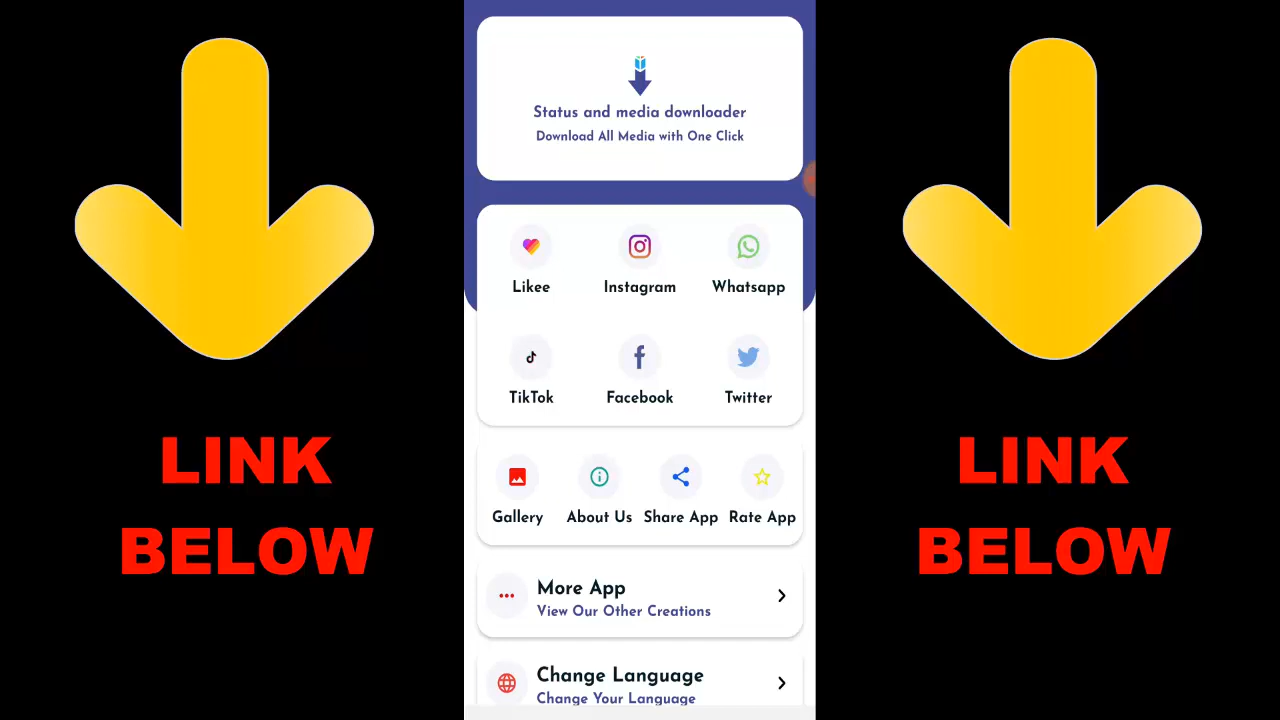 LINK
BELOW
Status and media downloader
Download All Media with One Click
Likee Instagram Whatsapp
TikTok Facebook Twitter
Gallery About Us Share App Rate App
More App
View Our Other Creations
Change Language
Change Your Language
LINK
BELOW